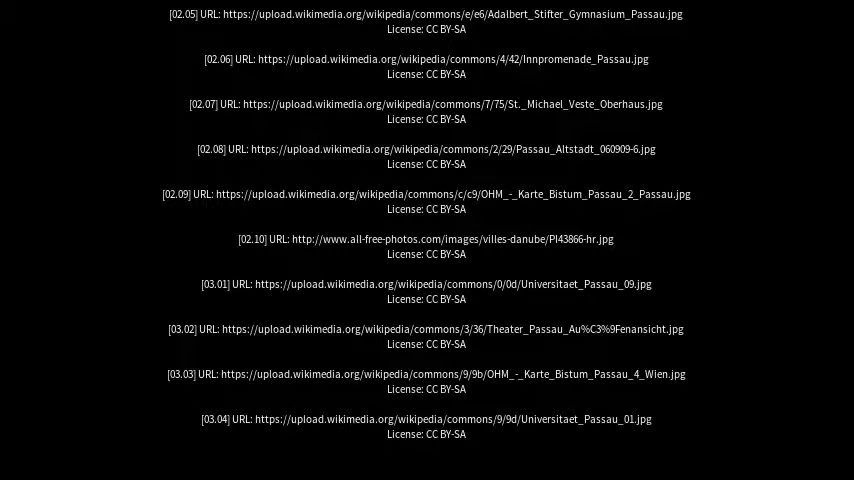 [02.05] URL: https://upload.wikimedia.org/wikipedia/commons/e/e6/Adalbert_Stifter_Gymnasium_Passau.jpg
License: CC BY-SA
[02.06] URL: https://upload.wikimedia.org/wikipedia/commons/4/42/Innpromenade_Passau.jpg
License: CC BY-SA
[02.07] URL: https://upload.wikimedia.org/wikipedia/commons/7/75/St._Michael_Veste_Oberhaus.jpg
License: CC BY-SA
[02.08] URL: https://upload.wikimedia.org/wikipedia/commons/2/29/Passau_Altstadt_060909-6.jpg
License: CC BY-SA
[02.09] URL: https://upload.wikimedia.org/wikipedia/commons/c/c9/OHM_-_Karte_Bistum_Passau_2_Passau.jpg
License: CC BY-SA
[02.10] URL: http://www.all-free-photos.com/images/villes-danube/PI43866-hr.jpg
License: CC BY-SA
[03.01] URL: https://upload.wikimedia.org/wikipedia/commons/0/0d/Universitaet_Passau_09.jpg
License: CC BY-SA
[03.02] URL: https://upload.wikimedia.org/wikipedia/commons/3/36/Theater_Passau_Au%C3%9Fenansicht.jpg
License: CC BY-SA
[03.03] URL: https://upload.wikimedia.org/wikipedia/commons/9/9b/OHM_-_Karte_Bistum_Passau_4_Wien.jpg
License: CC BY-SA
[03.04] URL: https://upload.wikimedia.org/wikipedia/commons/9/9d/Universitaet_Passau_01.jpg
License: CC BY-SA